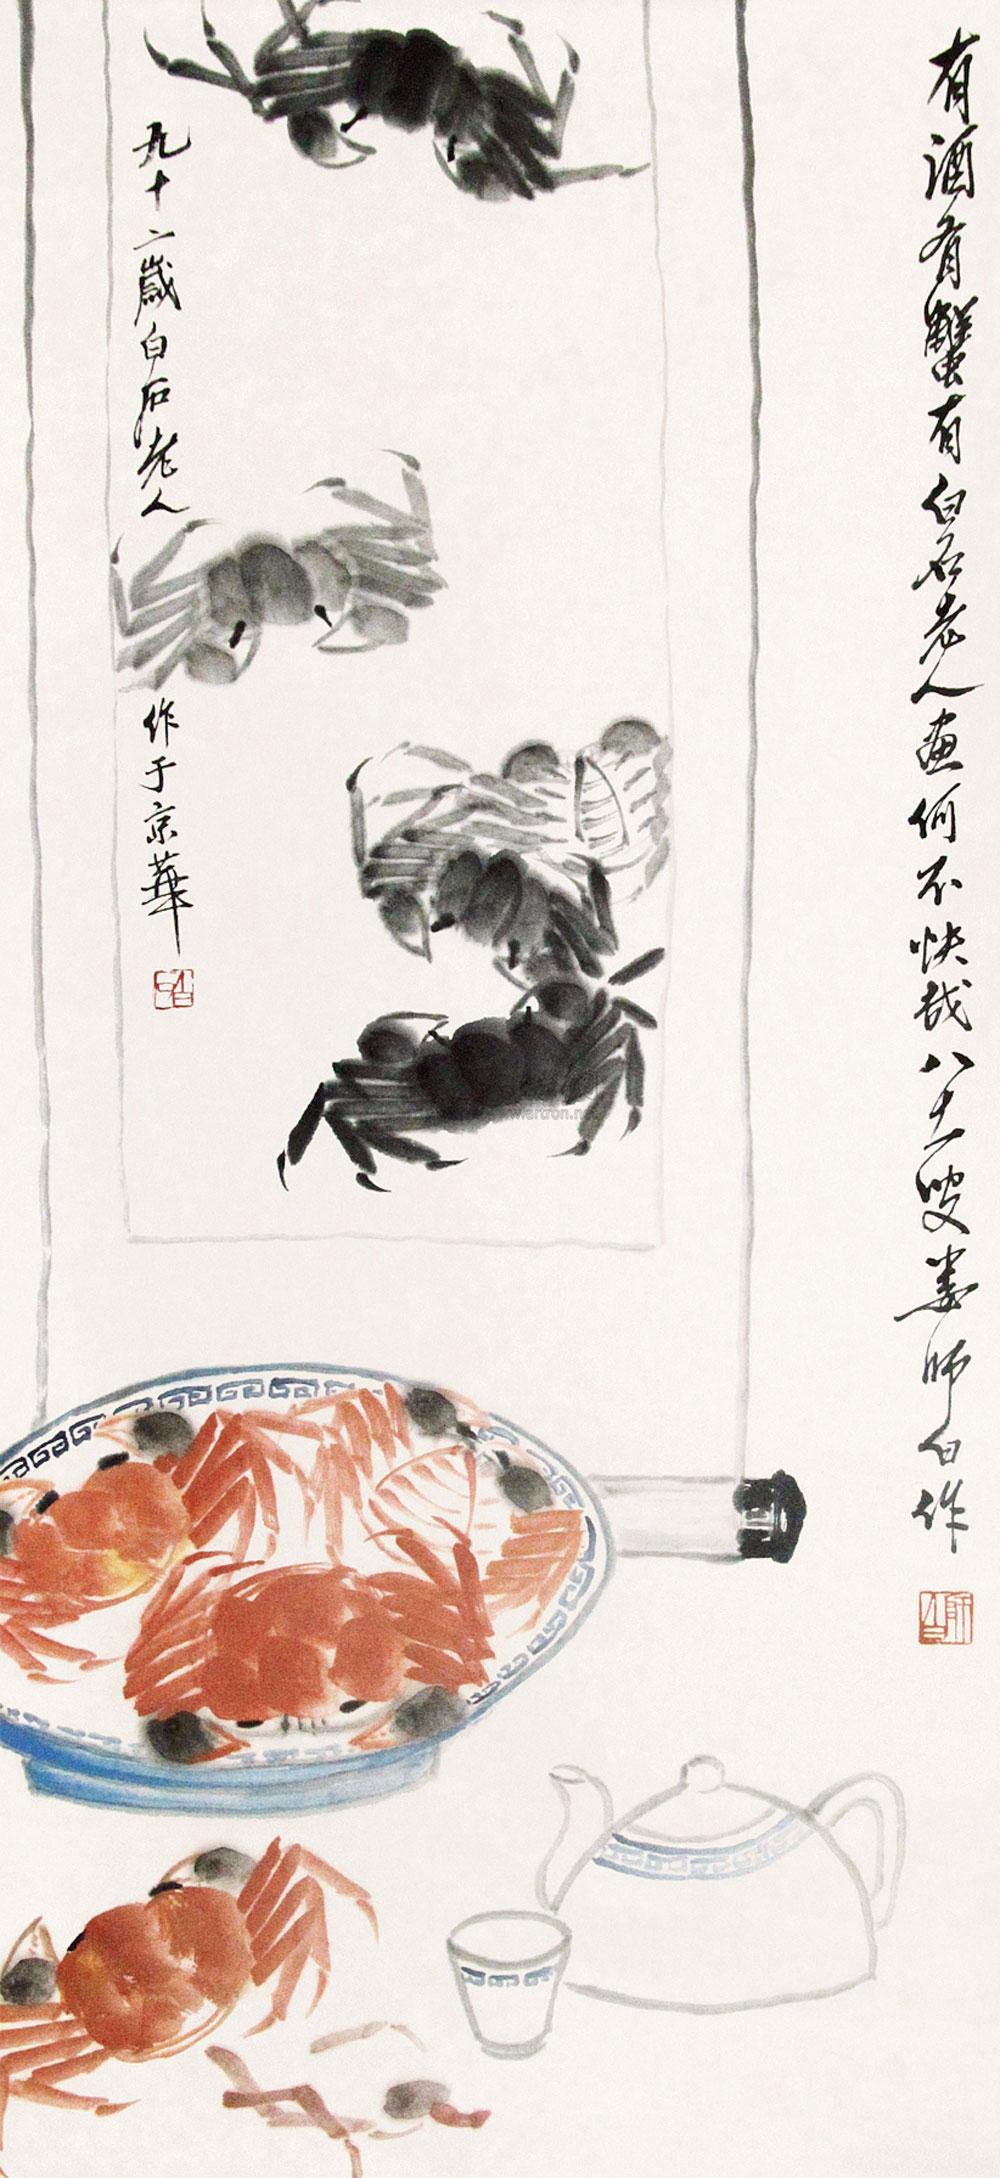 有酒有蟹有白石老人画何不快哉八十一叟娄师白作
九十二歲白石老人
作于京華